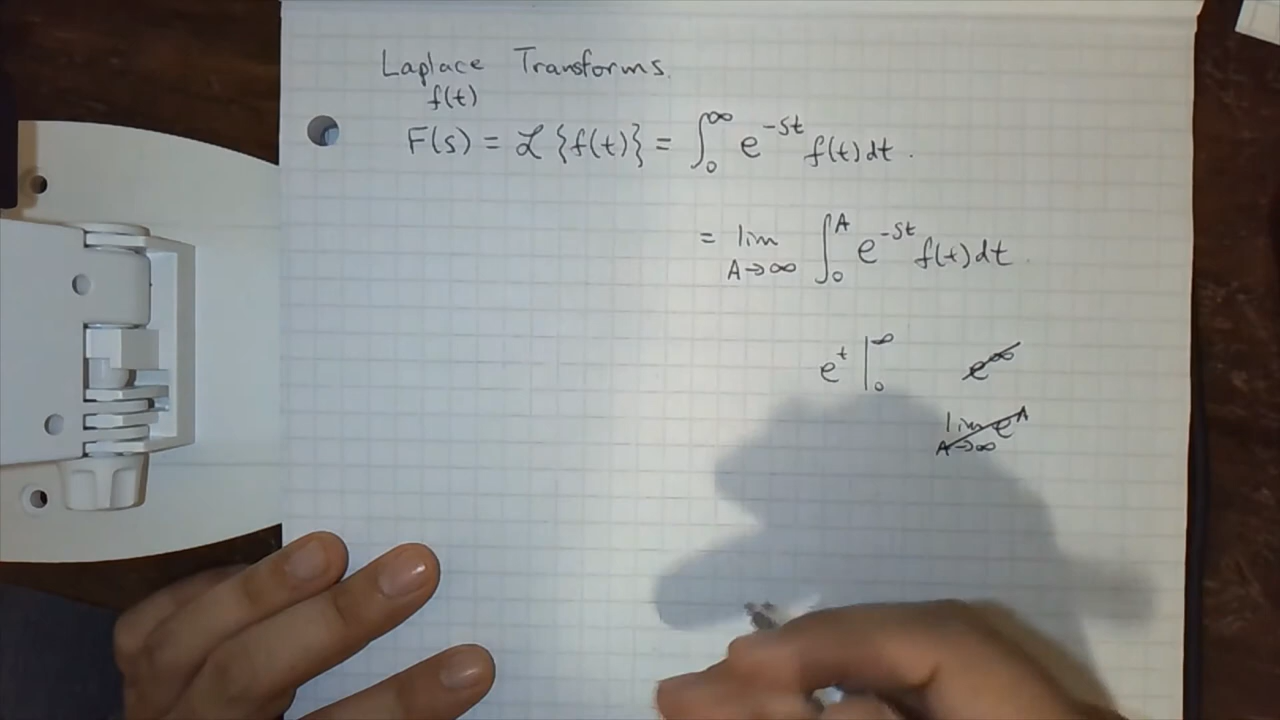 Laplace Transforms.
f(t)
F(s) = ℒ {f(t)} = ∫₀^∞ e^{-st} f(t) dt .
= lim_{A→∞} ∫₀^A e^{-st} f(t) dt .
e^t |₀^∞ e^∞
lim_{A→∞} e^A